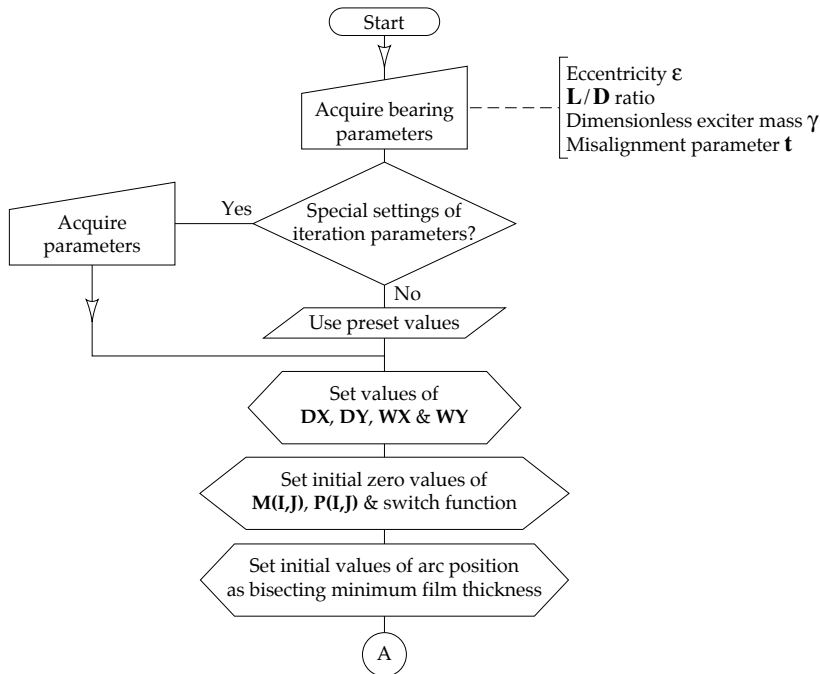 Start
Acquire bearing
parameters
Eccentricity ε
L/D ratio
Dimensionless exciter mass γ
Misalignment parameter t
Special settings of
iteration parameters?
Yes
Acquire
parameters
No
Use preset values
Set values of
DX, DY, WX & WY
Set initial zero values of
M(I,J), P(I,J) & switch function
Set initial values of arc position
as bisecting minimum film thickness
A